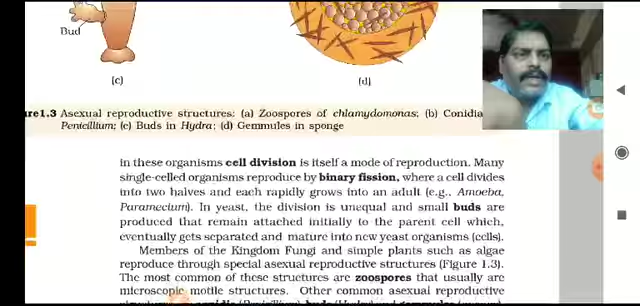 Bud
(c)
(d)
ure1.3 Asexual reproductive structures: (a) Zoospores of chlamydomonas; (b) Conidia
Penicillium; (c) Buds in Hydra; (d) Gemmules in sponge
in these organisms cell division is itself a mode of reproduction. Many
single-celled organisms reproduce by binary fission, where a cell divides
into two halves and each rapidly grows into an adult (e.g., Amoeba,
Paramecium). In yeast, the division is unequal and small buds are
produced that remain attached initially to the parent cell which,
eventually gets separated and mature into new yeast organisms (cells).
Members of the Kingdom Fungi and simple plants such as algae
reproduce through special asexual reproductive structures (Figure 1.3).
The most common of these structures are zoospores that usually are
microscopic motile structures. Other common asexual reproductive